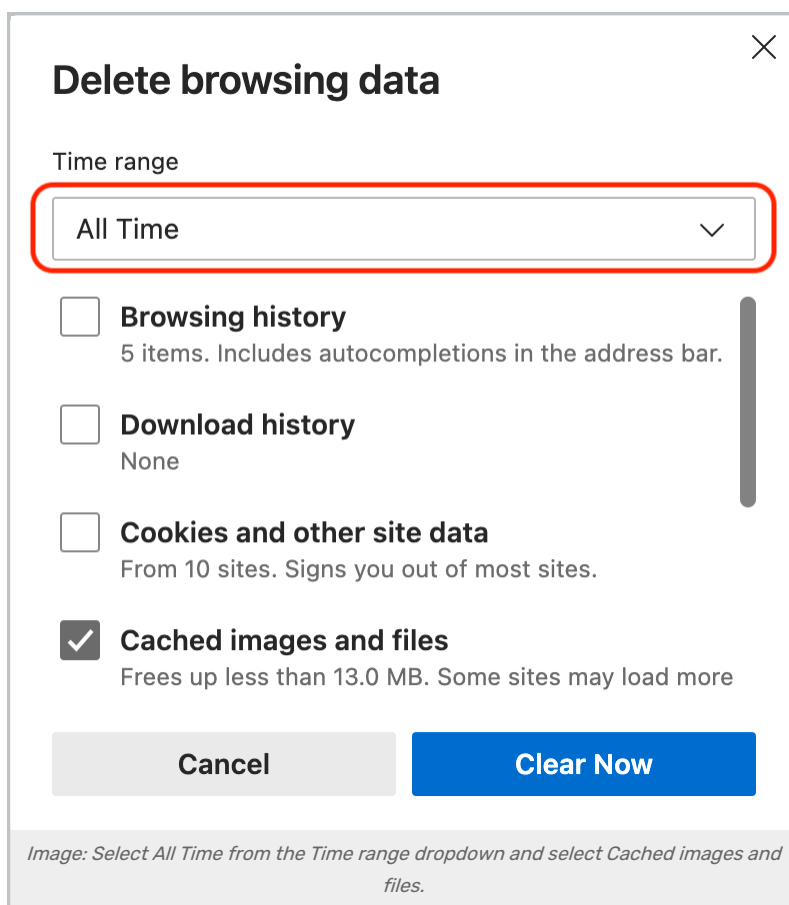 Delete browsing data
Time range
All Time
Browsing history
5 items. Includes autocompletions in the address bar.
Download history
None
Cookies and other site data
From 10 sites. Signs you out of most sites.
Cached images and files
Frees up less than 13.0 MB. Some sites may load more
Cancel Clear Now
Image: Select All Time from the Time range dropdown and select Cached images and
files.